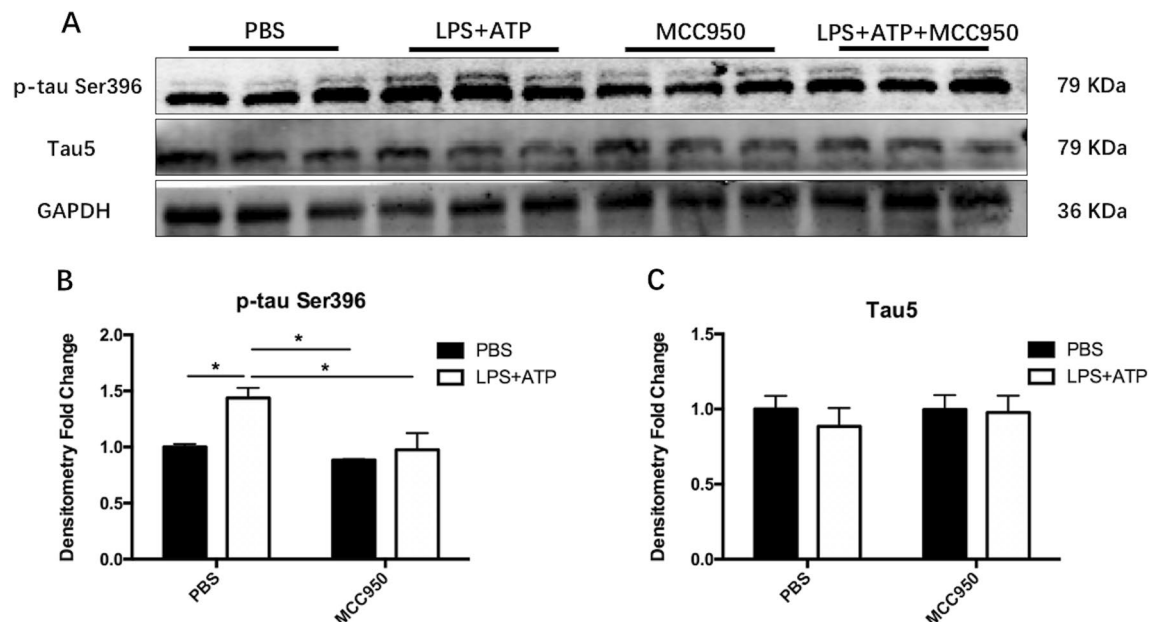 A
PBS LPS+ATP MCC950 LPS+ATP+MCC950
p-tau Ser396 79 KDa
Tau5 79 KDa
GAPDH 36 KDa
B
p-tau Ser396
Densitometry Fold Change
2.0
1.5
1.0
0.5
0.0
*
*
*
PBS
LPS+ATP
PBS
MCC950
C
Tau5
Densitometry Fold Change
1.5
1.0
0.5
0.0
PBS
LPS+ATP
PBS
MCC950